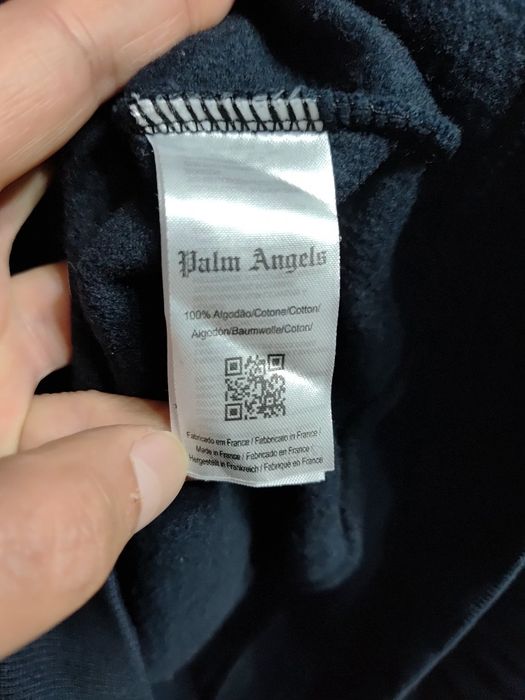 Palm Angels
100% Algodão/Cotone/Cotton/
Algodón/Baumwolle/Coton/
Fabricado em France / Fabbricato in France /
Made in France / Fabricado en France /
Hergestellt in Frankreich / Fabriqué en France